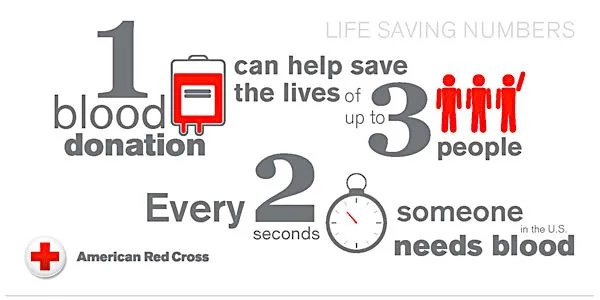 LIFE SAVING NUMBERS
1 blood donation
can help save
the lives of
up to 3 people
Every 2 seconds
someone
in the U.S.
needs blood
American Red Cross